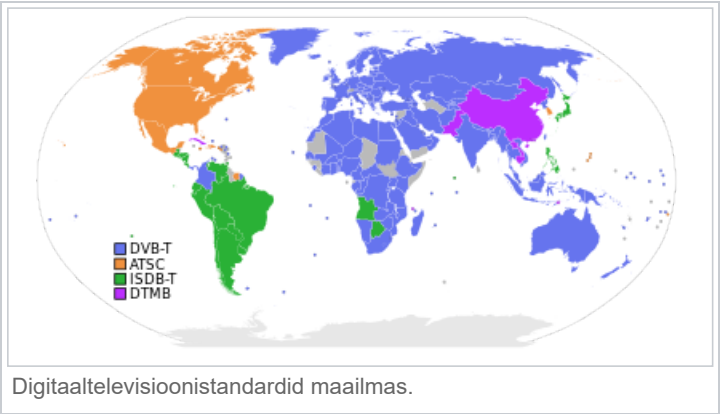 DVB-T
ATSC
ISDB-T
DTMB
Digitaaltelevisioonistandardid maailmas.